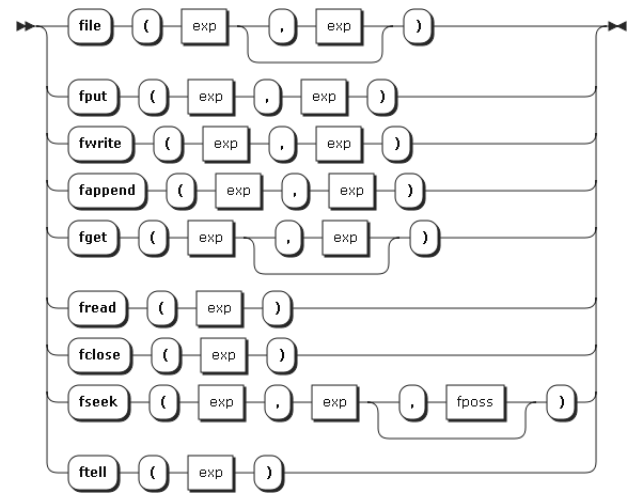 file ( exp , exp )
fput ( exp , exp )
fwrite ( exp , exp )
fappend ( exp , exp )
fget ( exp , exp )
fread ( exp )
fclose ( exp )
fseek ( exp , exp , fposs )
ftell ( exp )